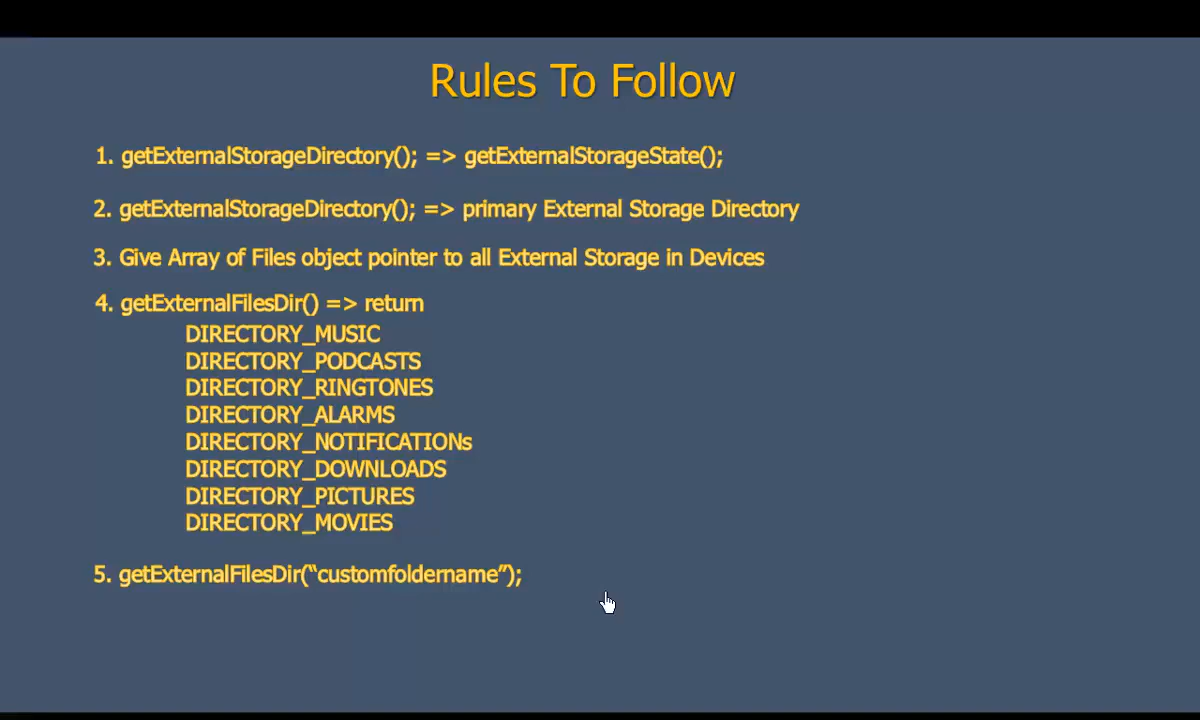 Rules To Follow
1. getExternalStorageDirectory(); => getExternalStorageState();
2. getExternalStorageDirectory(); => primary External Storage Directory
3. Give Array of Files object pointer to all External Storage in Devices
4. getExternalFilesDir() => return
DIRECTORY_MUSIC
DIRECTORY_PODCASTS
DIRECTORY_RINGTONES
DIRECTORY_ALARMS
DIRECTORY_NOTIFICATIONs
DIRECTORY_DOWNLOADS
DIRECTORY_PICTURES
DIRECTORY_MOVIES
5. getExternalFilesDir(“customfoldername”);